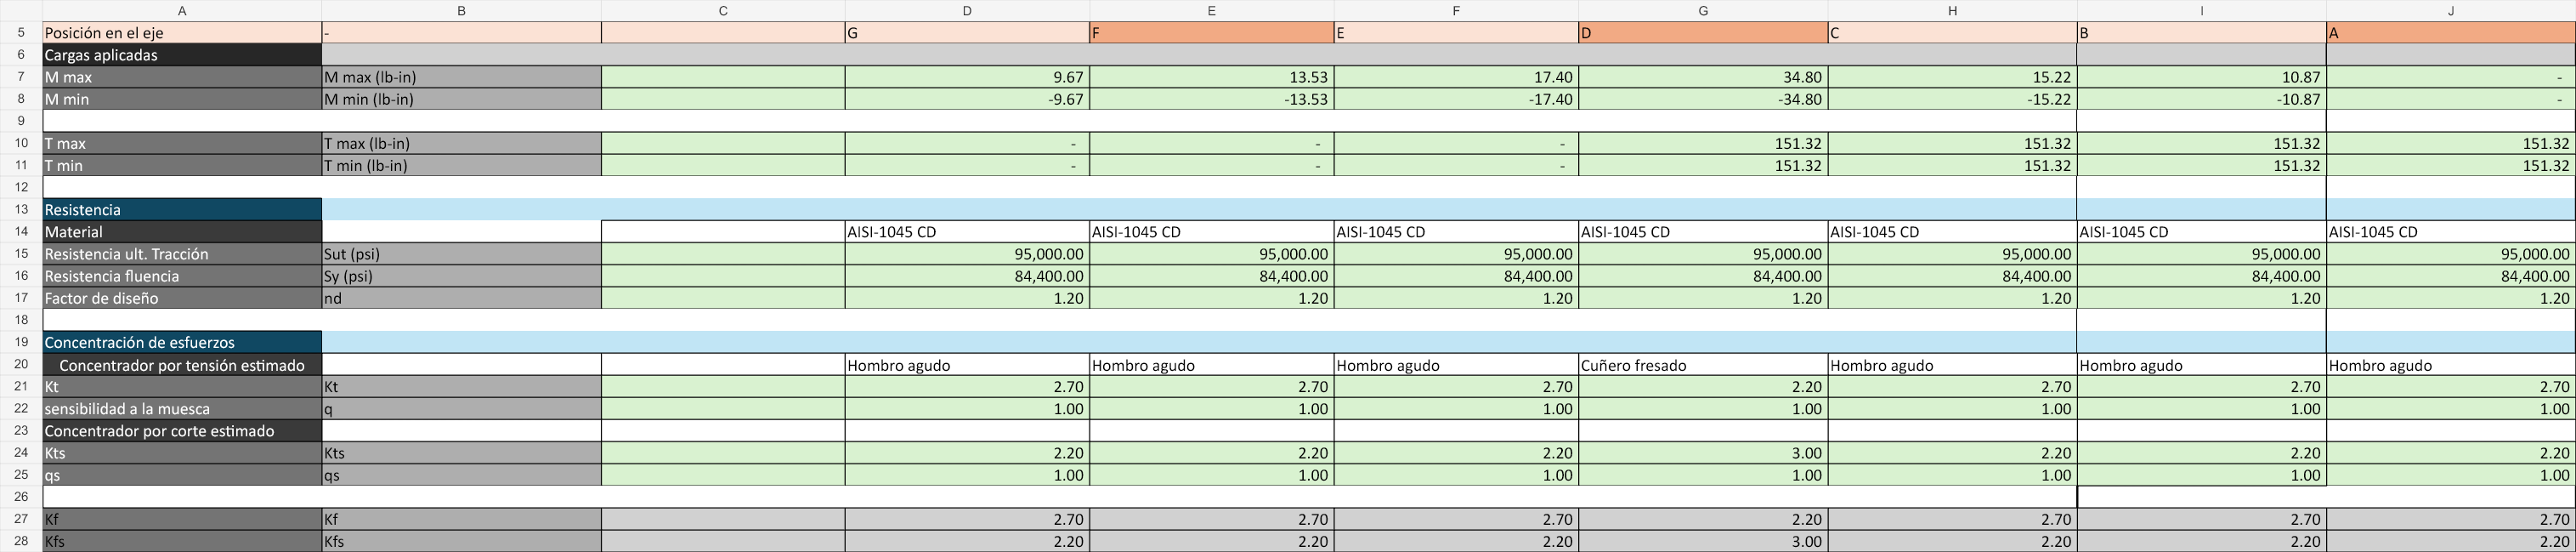 A B C D E F G H I J
5 Posición en el eje - G F E D C B A
6 Cargas aplicadas
7 M max M max (lb-in) 9.67 13.53 17.40 34.80 15.22 10.87 -
8 M min M min (lb-in) -9.67 -13.53 -17.40 -34.80 -15.22 -10.87 -
9
10 T max T max (lb-in) - - - 151.32 151.32 151.32 151.32
11 T min T min (lb-in) - - - 151.32 151.32 151.32 151.32
12
13 Resistencia
14 Material AISI-1045 CD AISI-1045 CD AISI-1045 CD AISI-1045 CD AISI-1045 CD AISI-1045 CD AISI-1045 CD
15 Resistencia ult. Tracción Sut (psi) 95,000.00 95,000.00 95,000.00 95,000.00 95,000.00 95,000.00 95,000.00
16 Resistencia fluencia Sy (psi) 84,400.00 84,400.00 84,400.00 84,400.00 84,400.00 84,400.00 84,400.00
17 Factor de diseño nd 1.20 1.20 1.20 1.20 1.20 1.20 1.20
18
19 Concentración de esfuerzos
20 Concentrador por tensión estimado Hombro agudo Hombro agudo Hombro agudo Cuñero fresado Hombro agudo Hombro agudo Hombro agudo
21 Kt Kt 2.70 2.70 2.70 2.20 2.70 2.70 2.70
22 sensibilidad a la muesca q 1.00 1.00 1.00 1.00 1.00 1.00 1.00
23 Concentrador por corte estimado
24 Kts Kts 2.20 2.20 2.20 3.00 2.20 2.20 2.20
25 qs qs 1.00 1.00 1.00 1.00 1.00 1.00 1.00
26
27 Kf Kf 2.70 2.70 2.70 2.20 2.70 2.70 2.70
28 Kfs Kfs 2.20 2.20 2.20 3.00 2.20 2.20 2.20